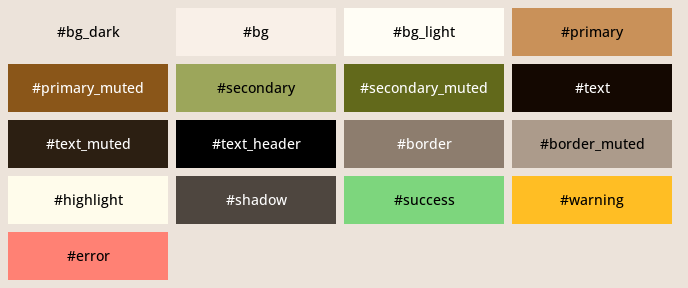 #bg_dark
#bg
#bg_light
#primary
#primary_muted
#secondary
#secondary_muted
#text
#text_muted
#text_header
#border
#border_muted
#highlight
#shadow
#success
#warning
#error